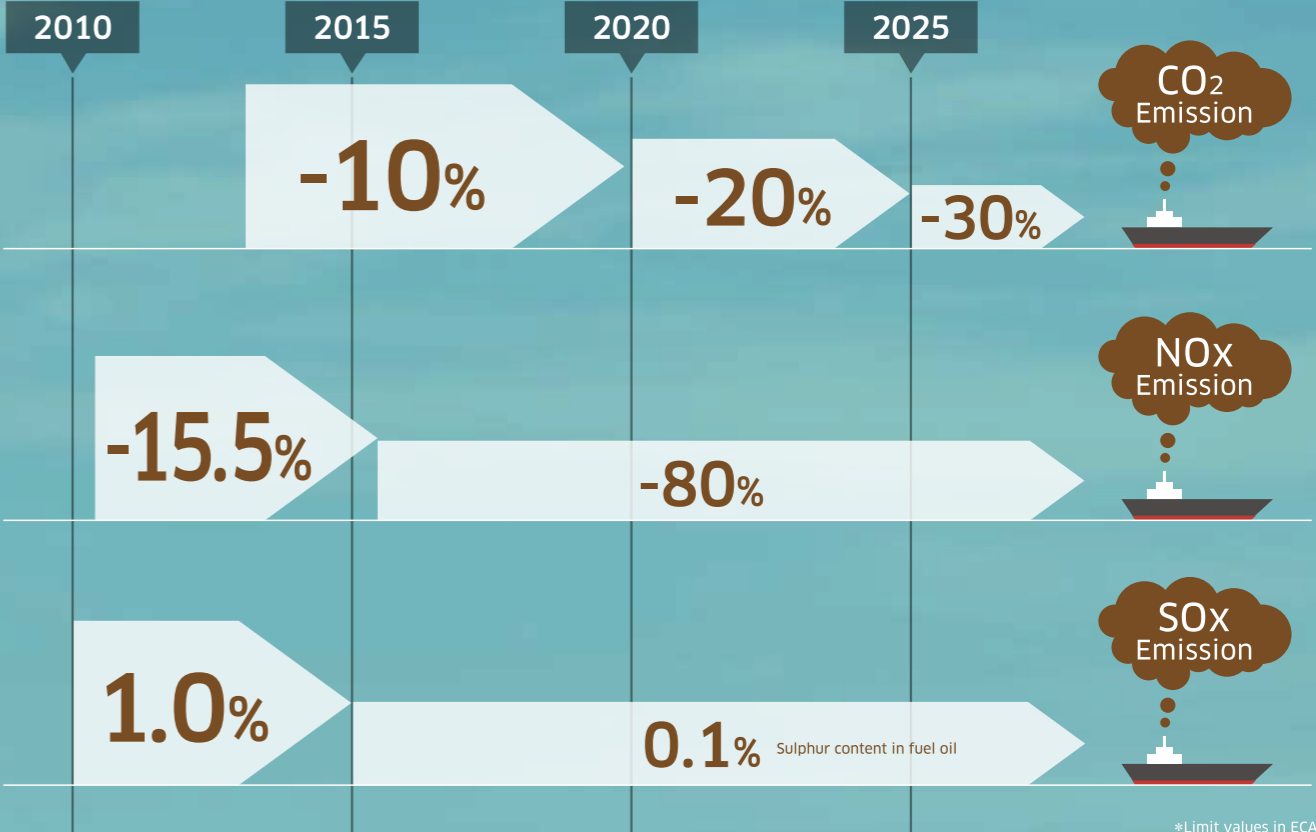 2010
2015
2020
2025
CO2
Emission
-10%
-20%
-30%
NOx
Emission
-15.5%
-80%
SOx
Emission
1.0%
0.1% Sulphur content in fuel oil
*Limit values in ECA